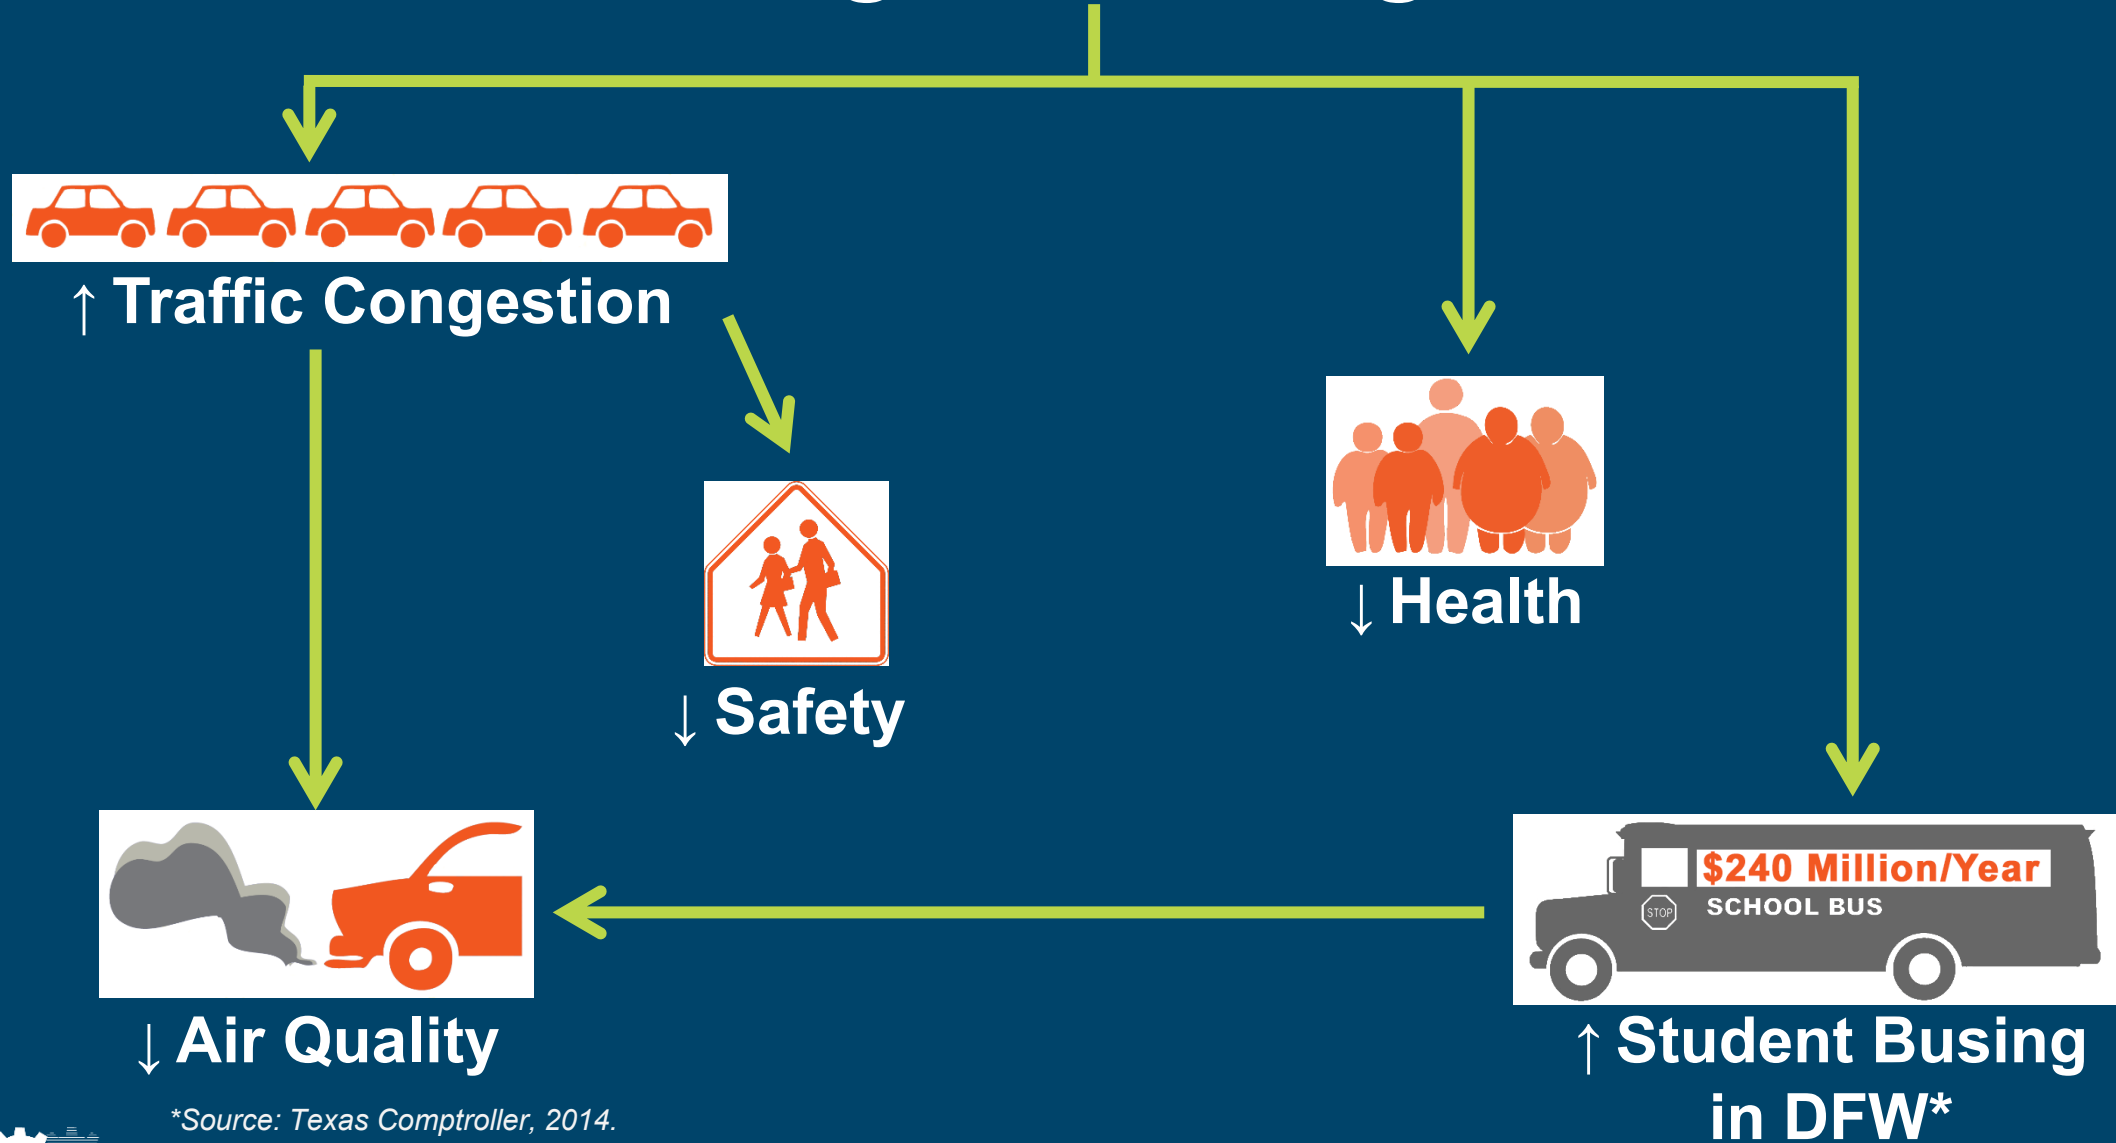 ↑ Traffic Congestion
↓ Health
↓ Safety
$240 Million/Year
STOP
SCHOOL BUS
↓ Air Quality
↑ Student Busing
in DFW*
*Source: Texas Comptroller, 2014.